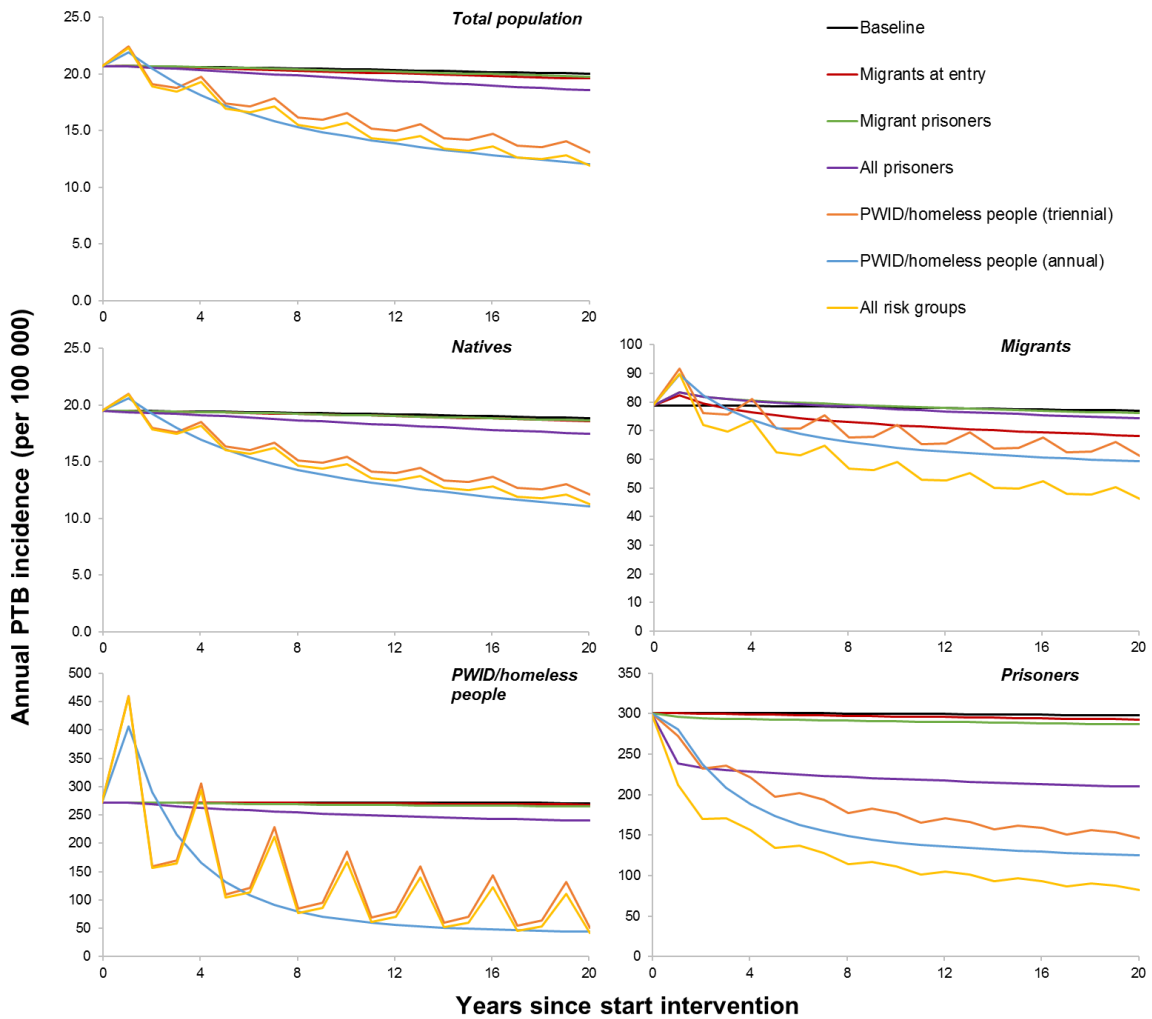 Total population
25.0
20.0
15.0
10.0
5.0
0.0
0 4 8 12 16 20
Baseline
Migrants at entry
Migrant prisoners
All prisoners
PWID/homeless people (triennial)
PWID/homeless people (annual)
All risk groups
Natives
25.0
20.0
15.0
10.0
5.0
0.0
0 4 8 12 16 20
Migrants
100
90
80
70
60
50
40
30
20
10
0
0 4 8 12 16 20
PWID/homeless
people
500
450
400
350
300
250
200
150
100
50
0
0 4 8 12 16 20
Prisoners
350
300
250
200
150
100
50
0
0 4 8 12 16 20
Annual PTB incidence (per 100 000)
Years since start intervention